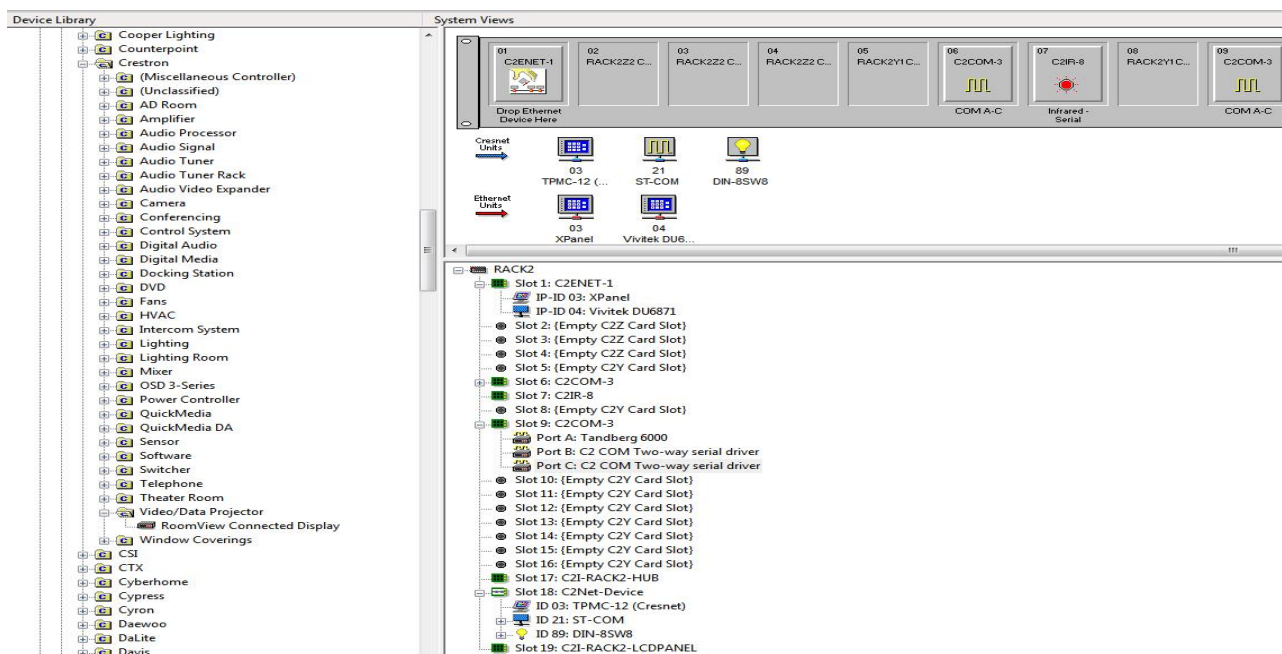 Device Library
Cooper Lighting
Counterpoint
Crestron
(Miscellaneous Controller)
(Unclassified)
AD Room
Amplifier
Audio Processor
Audio Signal
Audio Tuner
Audio Tuner Rack
Audio Video Expander
Camera
Conferencing
Control System
Digital Audio
Digital Media
Docking Station
DVD
Fans
HVAC
Intercom System
Lighting
Lighting Room
Mixer
OSD 3-Series
Power Controller
QuickMedia
QuickMedia DA
Sensor
Software
Switcher
Telephone
Theater Room
Video/Data Projector
RoomView Connected Display
Window Coverings
CSI
CTX
Cyberhome
Cypress
Cyron
Daewoo
DaLite
Davis
System Views
01 02 03 04 05 06 07 08 09
C2ENET-1 RACK2Z2 C... RACK2Z2 C... RACK2Z2 C... RACK2Y1 C... C2COM-3 C2IR-8 RACK2Y1 C... C2COM-3
Drop Ethernet COM A-C Infrared - COM A-C
Device Here Serial
Cresnet
Units
03 21 89
TPMC-12 (... ST-COM DIN-8SW8
Ethernet
Units
03 04
XPanel Vivitek DU6...
RACK2
Slot 1: C2ENET-1
IP-ID 03: XPanel
IP-ID 04: Vivitek DU6871
Slot 2: {Empty C2Z Card Slot}
Slot 3: {Empty C2Z Card Slot}
Slot 4: {Empty C2Z Card Slot}
Slot 5: {Empty C2Y Card Slot}
Slot 6: C2COM-3
Slot 7: C2IR-8
Slot 8: {Empty C2Y Card Slot}
Slot 9: C2COM-3
Port A: Tandberg 6000
Port B: C2 COM Two-way serial driver
Port C: C2 COM Two-way serial driver
Slot 10: {Empty C2Y Card Slot}
Slot 11: {Empty C2Y Card Slot}
Slot 12: {Empty C2Y Card Slot}
Slot 13: {Empty C2Y Card Slot}
Slot 14: {Empty C2Y Card Slot}
Slot 15: {Empty C2Y Card Slot}
Slot 16: {Empty C2Y Card Slot}
Slot 17: C2I-RACK2-HUB
Slot 18: C2Net-Device
ID 03: TPMC-12 (Cresnet)
ID 21: ST-COM
ID 89: DIN-8SW8
Slot 19: C2I-RACK2-LCDPANEL